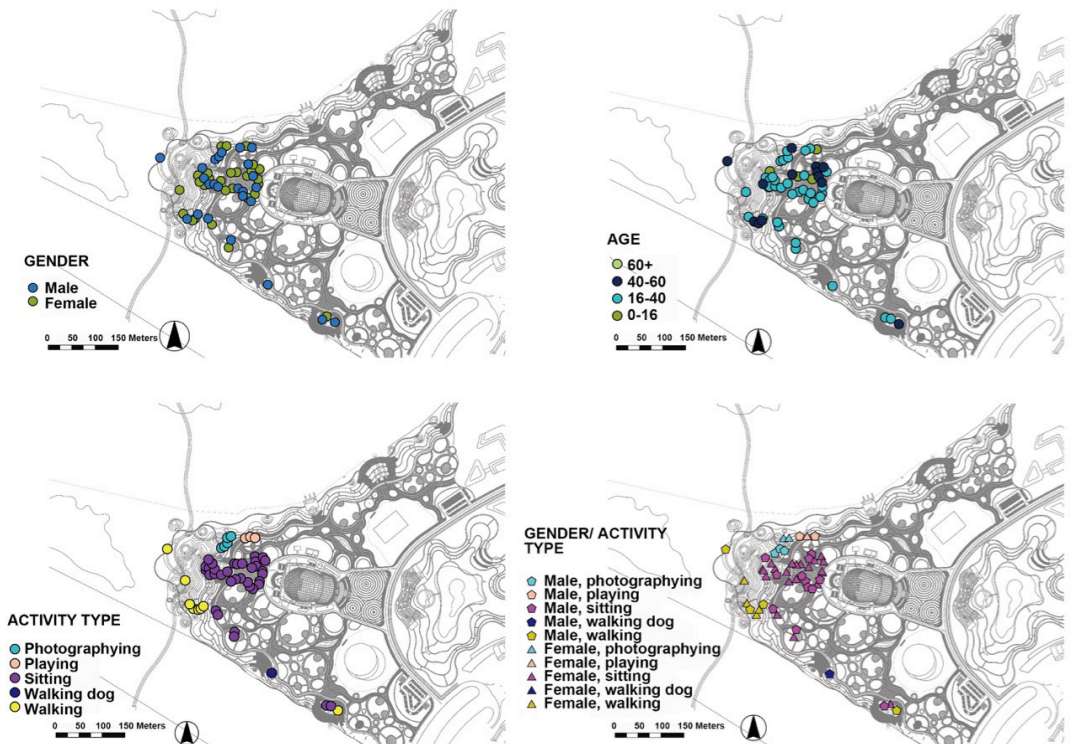 GENDER
Male
Female
0 50 100 150 Meters
AGE
60+
40-60
16-40
0-16
0 50 100 150 Meters
ACTIVITY TYPE
Photographying
Playing
Sitting
Walking dog
Walking
0 50 100 150 Meters
GENDER/ ACTIVITY
TYPE
Male, photographying
Male, playing
Male, sitting
Male, walking dog
Male, walking
Female, photographying
Female, playing
Female, sitting
Female, walking dog
Female, walking
0 50 100 150 Meters